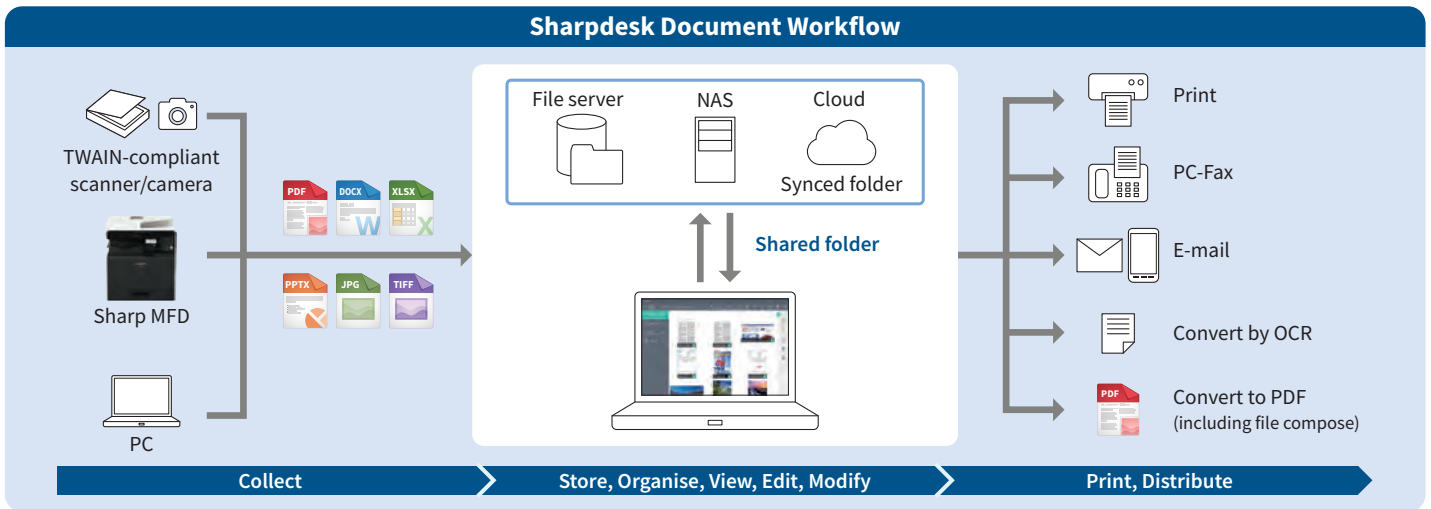 Sharpdesk Document Workflow
TWAIN-compliant
scanner/camera
Sharp MFD
PC
PDF
DOCX
W
XLSX
X
PPTX
JPG
TIFF
File server
NAS
Cloud
Synced folder
Shared folder
Print
PC-Fax
E-mail
Convert by OCR
PDF
Convert to PDF
(including file compose)
Collect
Store, Organise, View, Edit, Modify
Print, Distribute